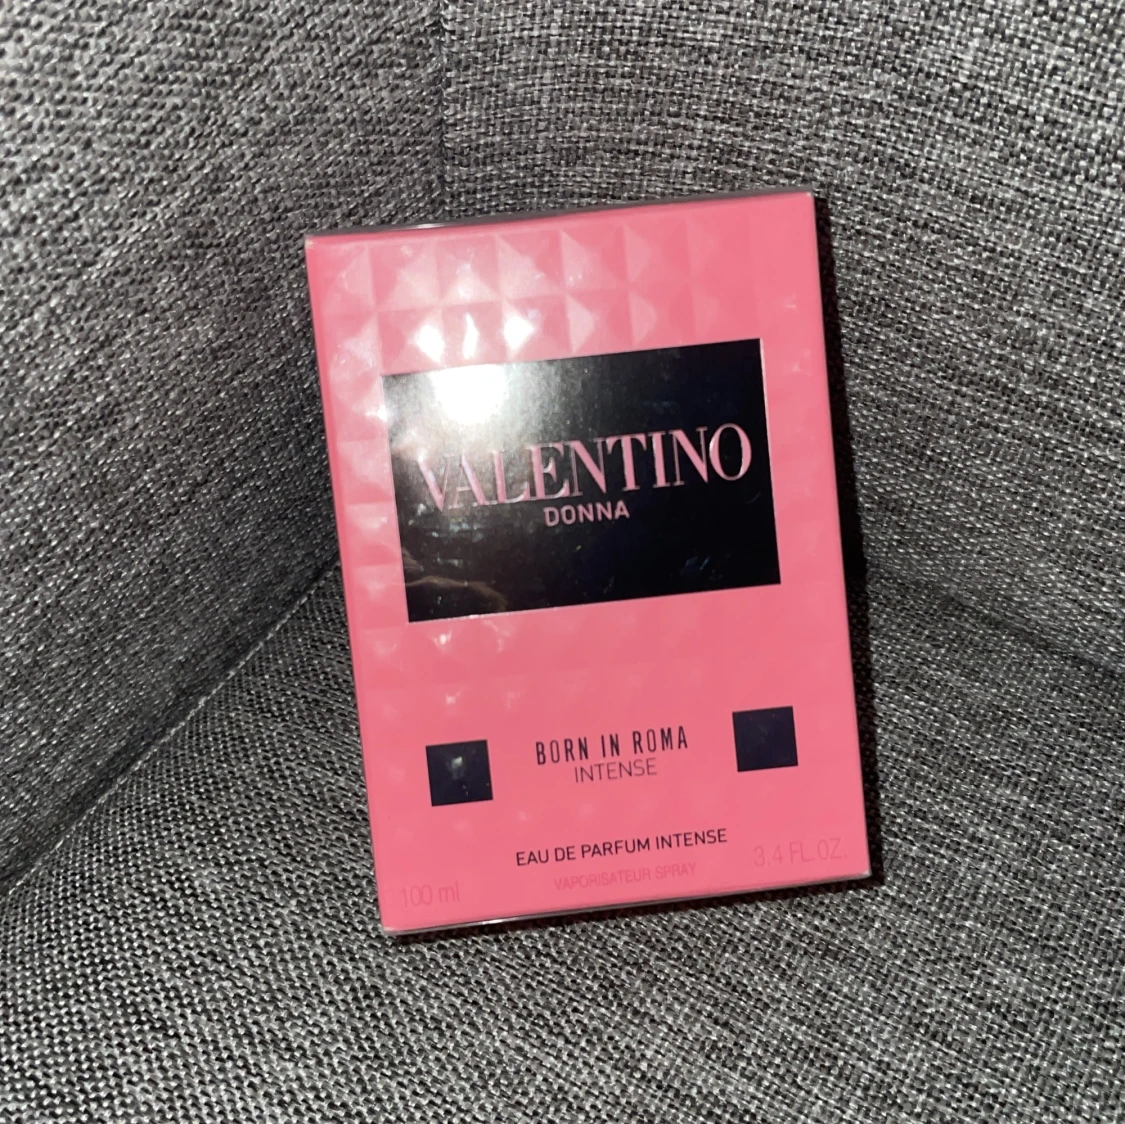 VALENTINO
DONNA
BORN IN ROMA
INTENSE
EAU DE PARFUM INTENSE
VAPORISATEUR SPRAY
100 ml
3.4 FL.OZ.